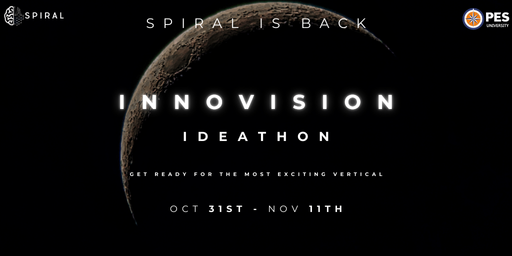 SPIRAL
SPIRAL IS BACK
PES
UNIVERSITY
INNOVISION
IDEATHON
GET READY FOR THE MOST EXCITING VERTICAL
OCT 31ST - NOV 11TH